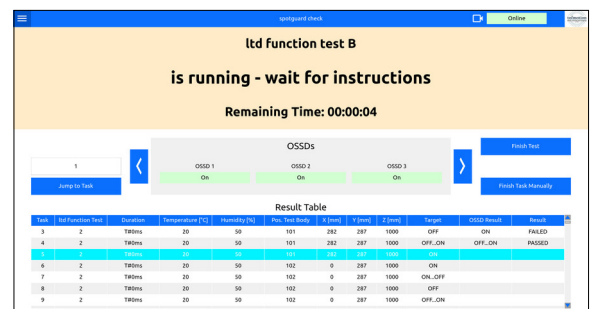 spotguard check
Online
ltd function test B
is running - wait for instructions
Remaining Time: 00:00:04
OSSDs
Finish Test
1
OSSD 1 OSSD 2 OSSD 3
On On On
Jump to Task
Finish Task Manually
Result Table
Task ltd Function Test Duration Temperature [°C] Humidity [%] Pos. Test Body X [mm] Y [mm] Z [mm] Target OSSD Result Result
3 2 T#0ms 20 50 101 282 287 1000 OFF ON FAILED
4 2 T#0ms 20 50 101 282 287 1000 OFF...ON OFF...ON PASSED
5 2 T#0ms 20 50 101 282 287 1000 ON
6 2 T#0ms 20 50 102 0 287 1000 ON
7 2 T#0ms 20 50 102 0 287 1000 ON...OFF
8 2 T#0ms 20 50 102 0 287 1000 OFF
9 2 T#0ms 20 50 102 0 287 1000 OFF...ON